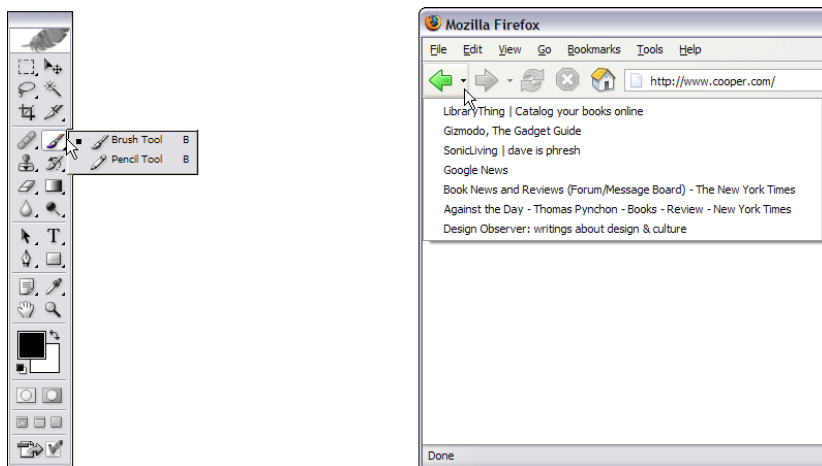 Brush Tool B
Pencil Tool B
T
Mozilla Firefox
File Edit View Go Bookmarks Tools Help
http://www.cooper.com/
LibraryThing | Catalog your books online
Gizmodo, The Gadget Guide
SonicLiving | dave is phresh
Google News
Book News and Reviews (Forum/Message Board) - The New York Times
Against the Day - Thomas Pynchon - Books - Review - New York Times
Design Observer: writings about design & culture
Done